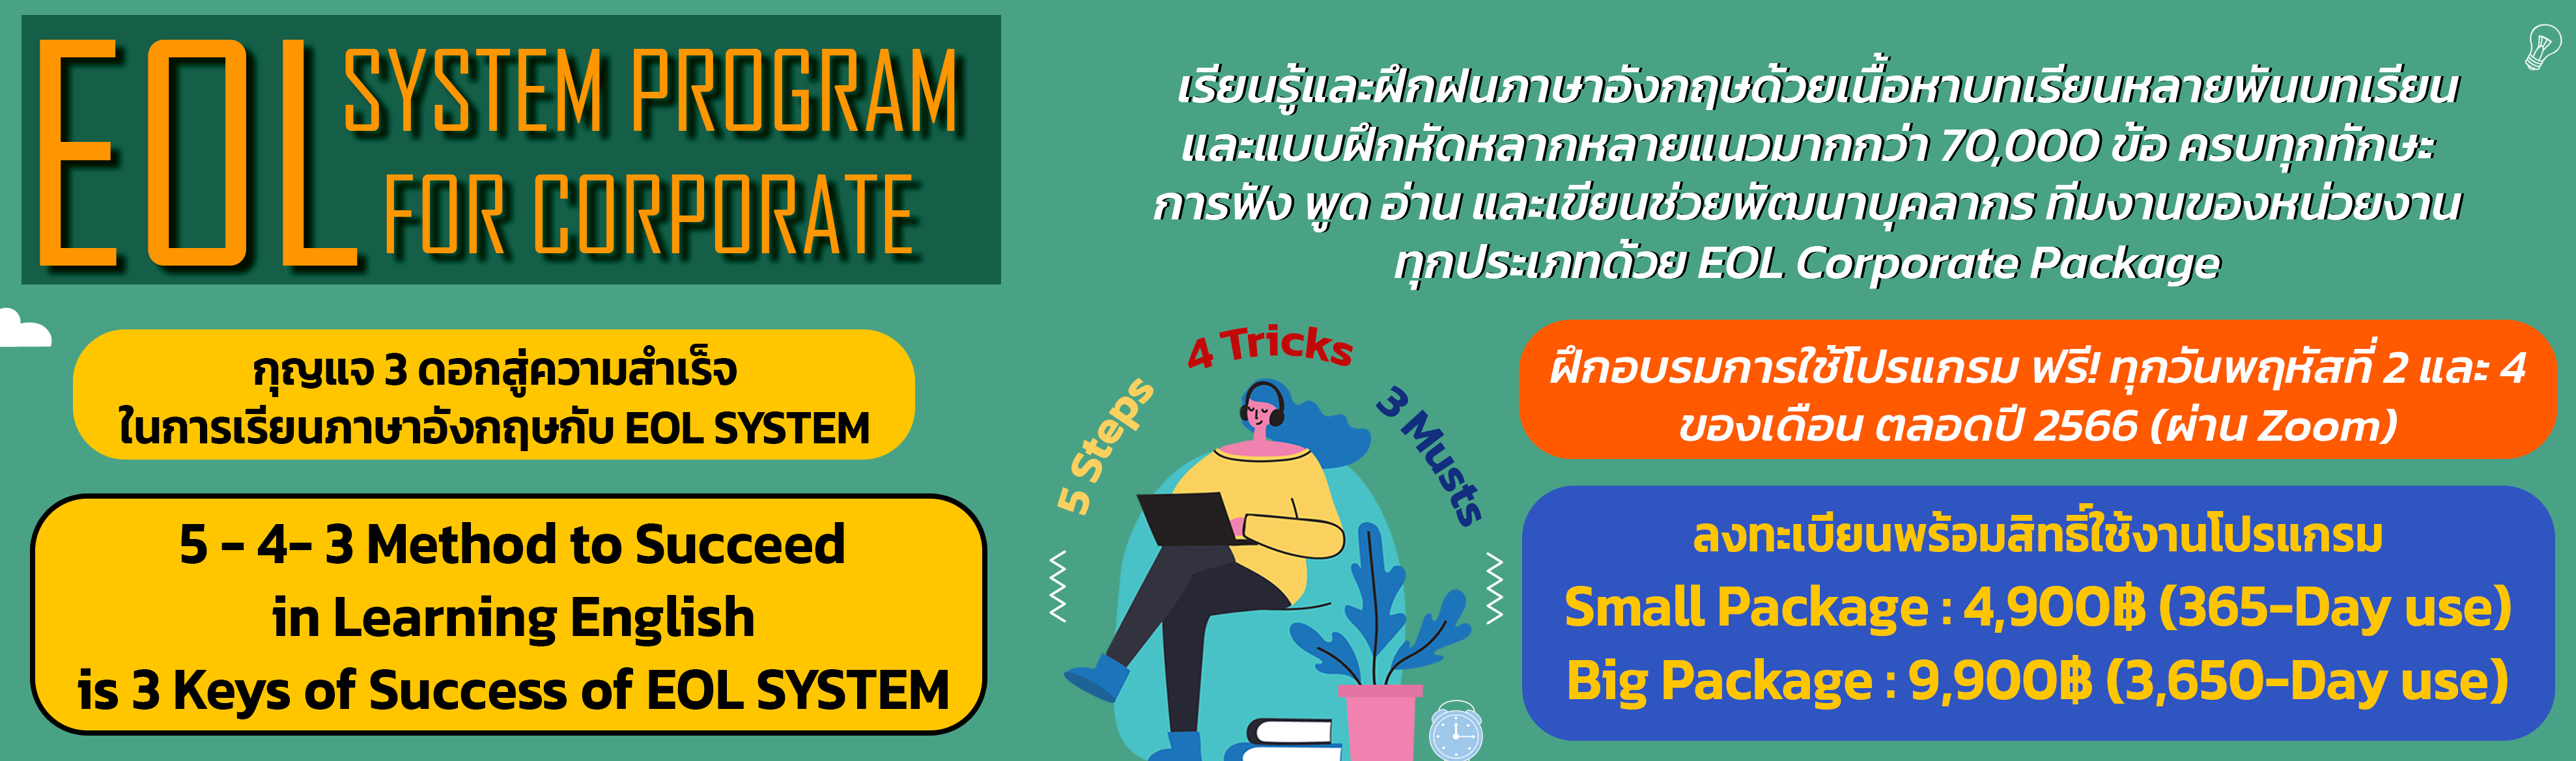 EOL SYSTEM PROGRAM
FOR CORPORATE
เรียนรู้และฝึกฝนภาษาอังกฤษด้วยเนื้อหาบทเรียนหลายพันบทเรียน
และแบบฝึกหัดหลากหลายแนวมากกว่า 70,000 ข้อ ครบทุกทักษะ
การฟัง พูด อ่าน และเขียนช่วยพัฒนาบุคลากร ทีมงานของหน่วยงาน
ทุกประเภทด้วย EOL Corporate Package
กุญแจ 3 ดอกสู่ความสำเร็จ
ในการเรียนภาษาอังกฤษกับ EOL SYSTEM
5 - 4- 3 Method to Succeed
in Learning English
is 3 Keys of Success of EOL SYSTEM
5 Steps
4 Tricks
3 Musts
ฝึกอบรมการใช้โปรแกรม ฟรี! ทุกวันพฤหัสที่ 2 และ 4
ของเดือน ตลอดปี 2566 (ผ่าน Zoom)
ลงทะเบียนพร้อมสิทธิ์ใช้งานโปรแกรม
Small Package : 4,900฿ (365-Day use)
Big Package : 9,900฿ (3,650-Day use)